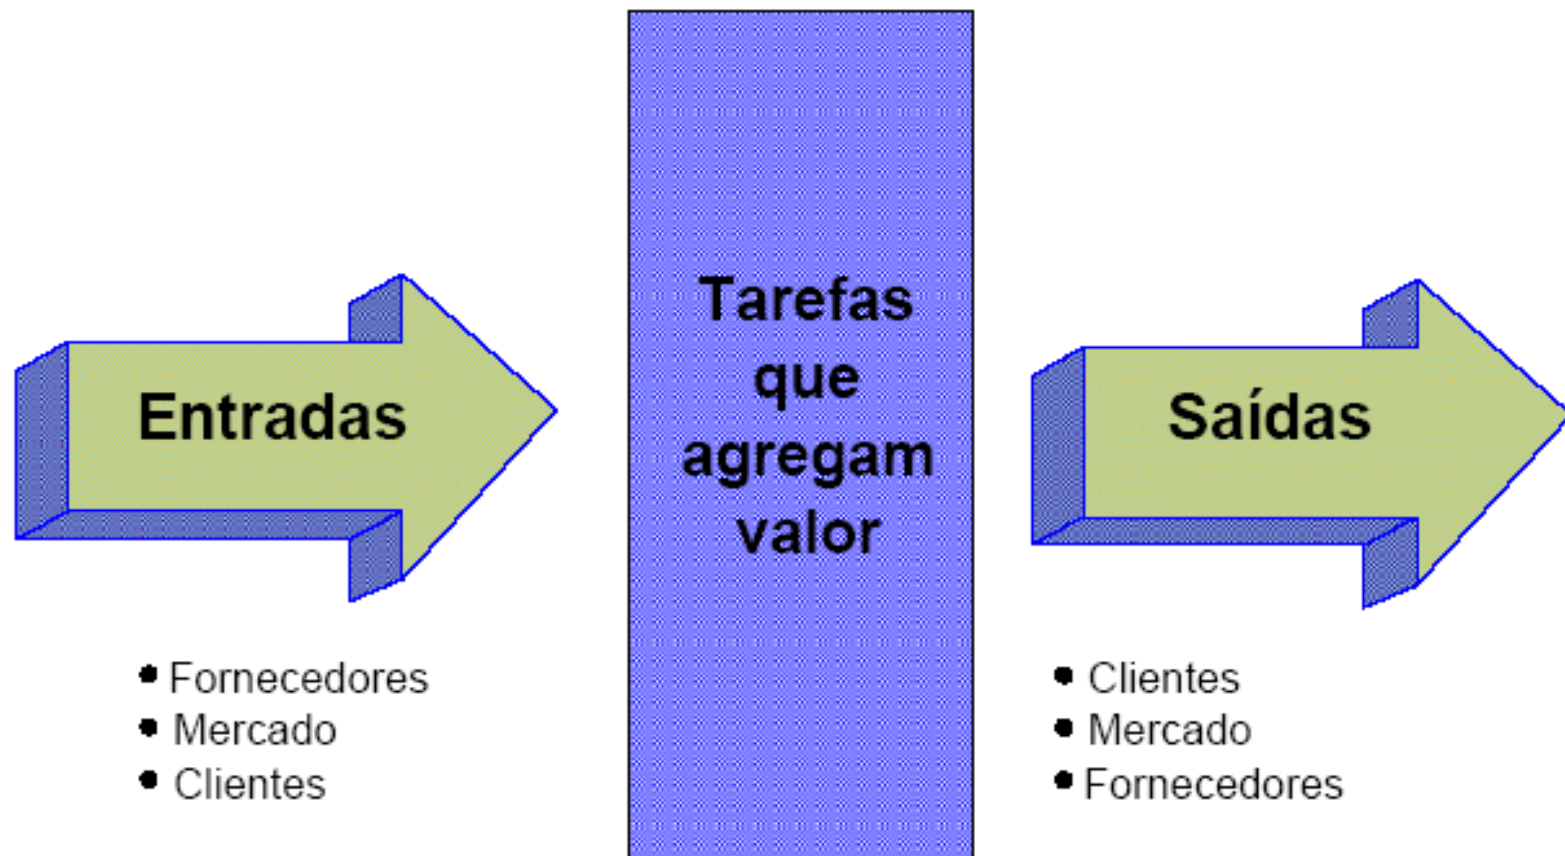 Entradas
• Fornecedores
• Mercado
• Clientes
Tarefas
que
agregam
valor
Saídas
• Clientes
• Mercado
• Fornecedores